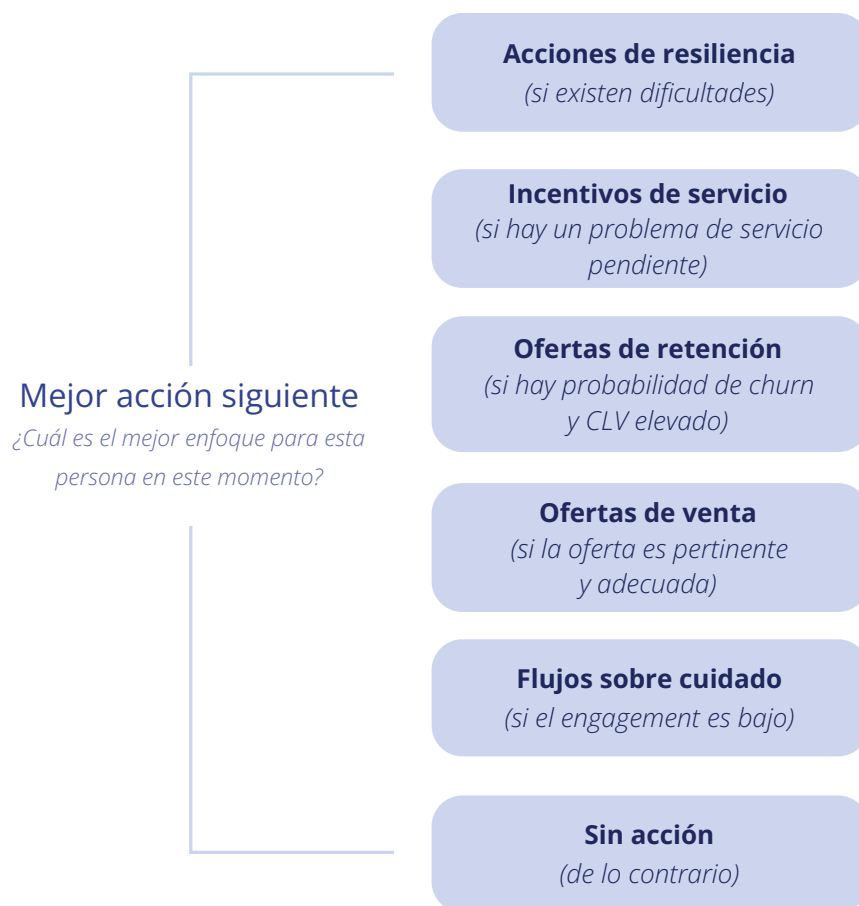 Acciones de resiliencia
(si existen dificultades)
Incentivos de servicio
(si hay un problema de servicio
pendiente)
Ofertas de retención
(si hay probabilidad de churn
y CLV elevado)
Mejor acción siguiente
¿Cuál es el mejor enfoque para esta
persona en este momento?
Ofertas de venta
(si la oferta es pertinente
y adecuada)
Flujos sobre cuidado
(si el engagement es bajo)
Sin acción
(de lo contrario)